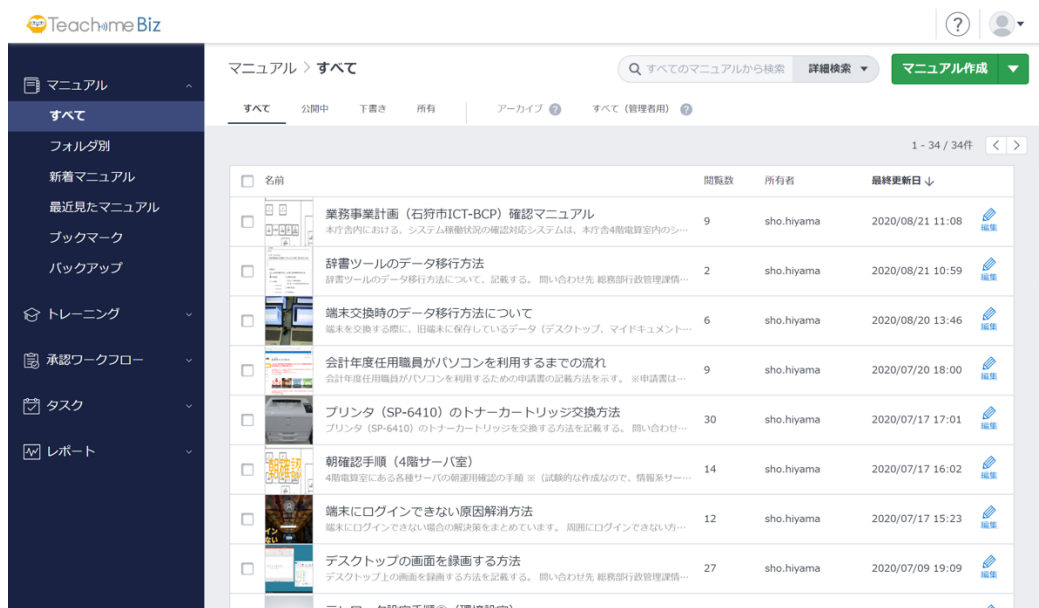 Teachme Biz
?
マニュアル
すべて
フォルダ別
新着マニュアル
最近見たマニュアル
ブックマーク
バックアップ
トレーニング
承認ワークフロー
タスク
レポート
マニュアル > すべて
すべてのマニュアルから検索 詳細検索 ▼
マニュアル作成 ▼
すべて 公開中 下書き 所有 アーカイブ ? すべて（管理者用） ?
1 - 34 / 34件 < >
名前 閲覧数 所有者 最終更新日 ↓
業務事業計画（石狩市ICT-BCP）確認マニュアル
本庁舎内における、システム稼働状況の確認対応システムは、本庁舎4階電算室内のシ…
9 sho.hiyama 2020/08/21 11:08 編集
辞書ツールのデータ移行方法
辞書ツールのデータ移行方法について、記載する。 問い合わせ先 総務部行政管理課情…
2 sho.hiyama 2020/08/21 10:59 編集
端末交換時のデータ移行方法について
端末を交換する際に、旧端末に保存しているデータ（デスクトップ、マイドキュメント…
6 sho.hiyama 2020/08/20 13:46 編集
会計年度任用職員がパソコンを利用するまでの流れ
会計年度任用職員がパソコンを利用するための申請書の記載方法を示す。 ※申請書は…
9 sho.hiyama 2020/07/20 18:00 編集
プリンタ（SP-6410）のトナーカートリッジ交換方法
プリンタ（SP-6410）のトナーカートリッジを交換する方法を記載する。 問い合わせ…
30 sho.hiyama 2020/07/17 17:01 編集
朝確認
朝確認手順（4階サーバ室）
4階電算室にある各種サーバの朝運用確認の手順 ※（試験的な作成なので、情報系サー…
14 sho.hiyama 2020/07/17 16:02 編集
端末にログインできない原因解消方法
端末にログインできない場合の解決策をまとめています。 周囲にログインできない方…
12 sho.hiyama 2020/07/17 15:23 編集
デスクトップの画面を録画する方法
デスクトップ上の画面を録画する方法を記載する。 問い合わせ先 総務部行政管理課情…
27 sho.hiyama 2020/07/09 19:09 編集